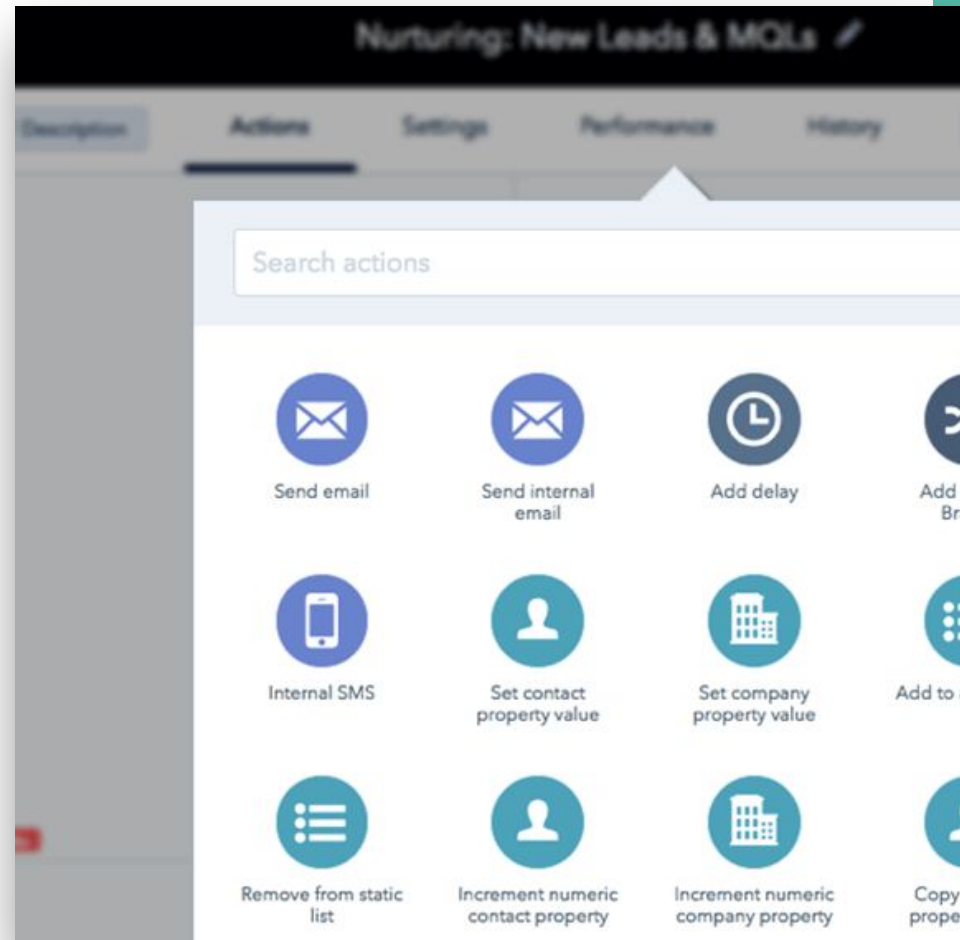 Nurturing: New Leads & MQLs
Description Actions Settings Performance History
Search actions
Send email
Send internal
email
Add delay
Add
Br
Internal SMS
Set contact
property value
Set company
property value
Add to
Remove from static
list
Increment numeric
contact property
Increment numeric
company property
Copy
prope